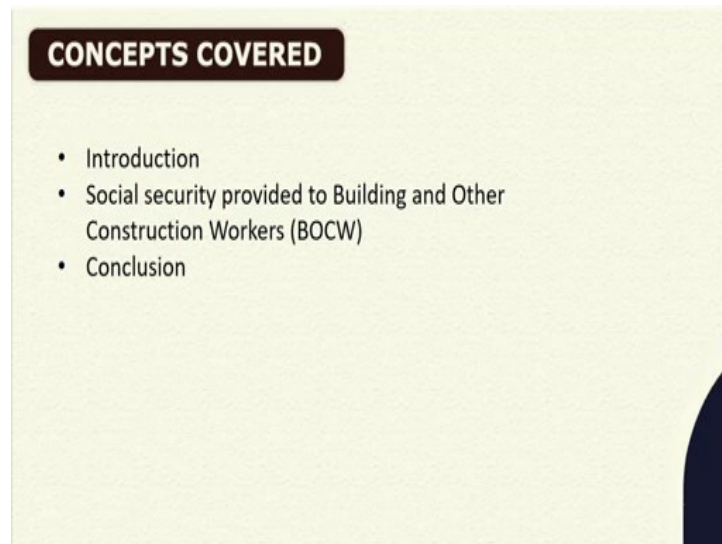 CONCEPTS COVERED
• Introduction
• Social security provided to Building and Other
Construction Workers (BOCW)
• Conclusion